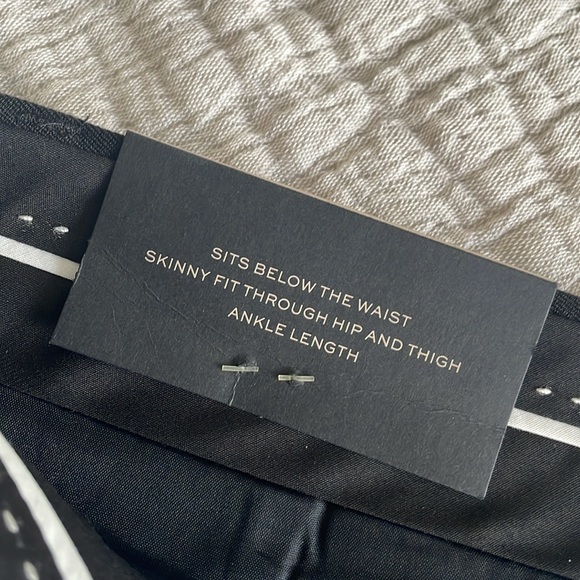 SITS BELOW THE WAIST
SKINNY FIT THROUGH HIP AND THIGH
ANKLE LENGTH